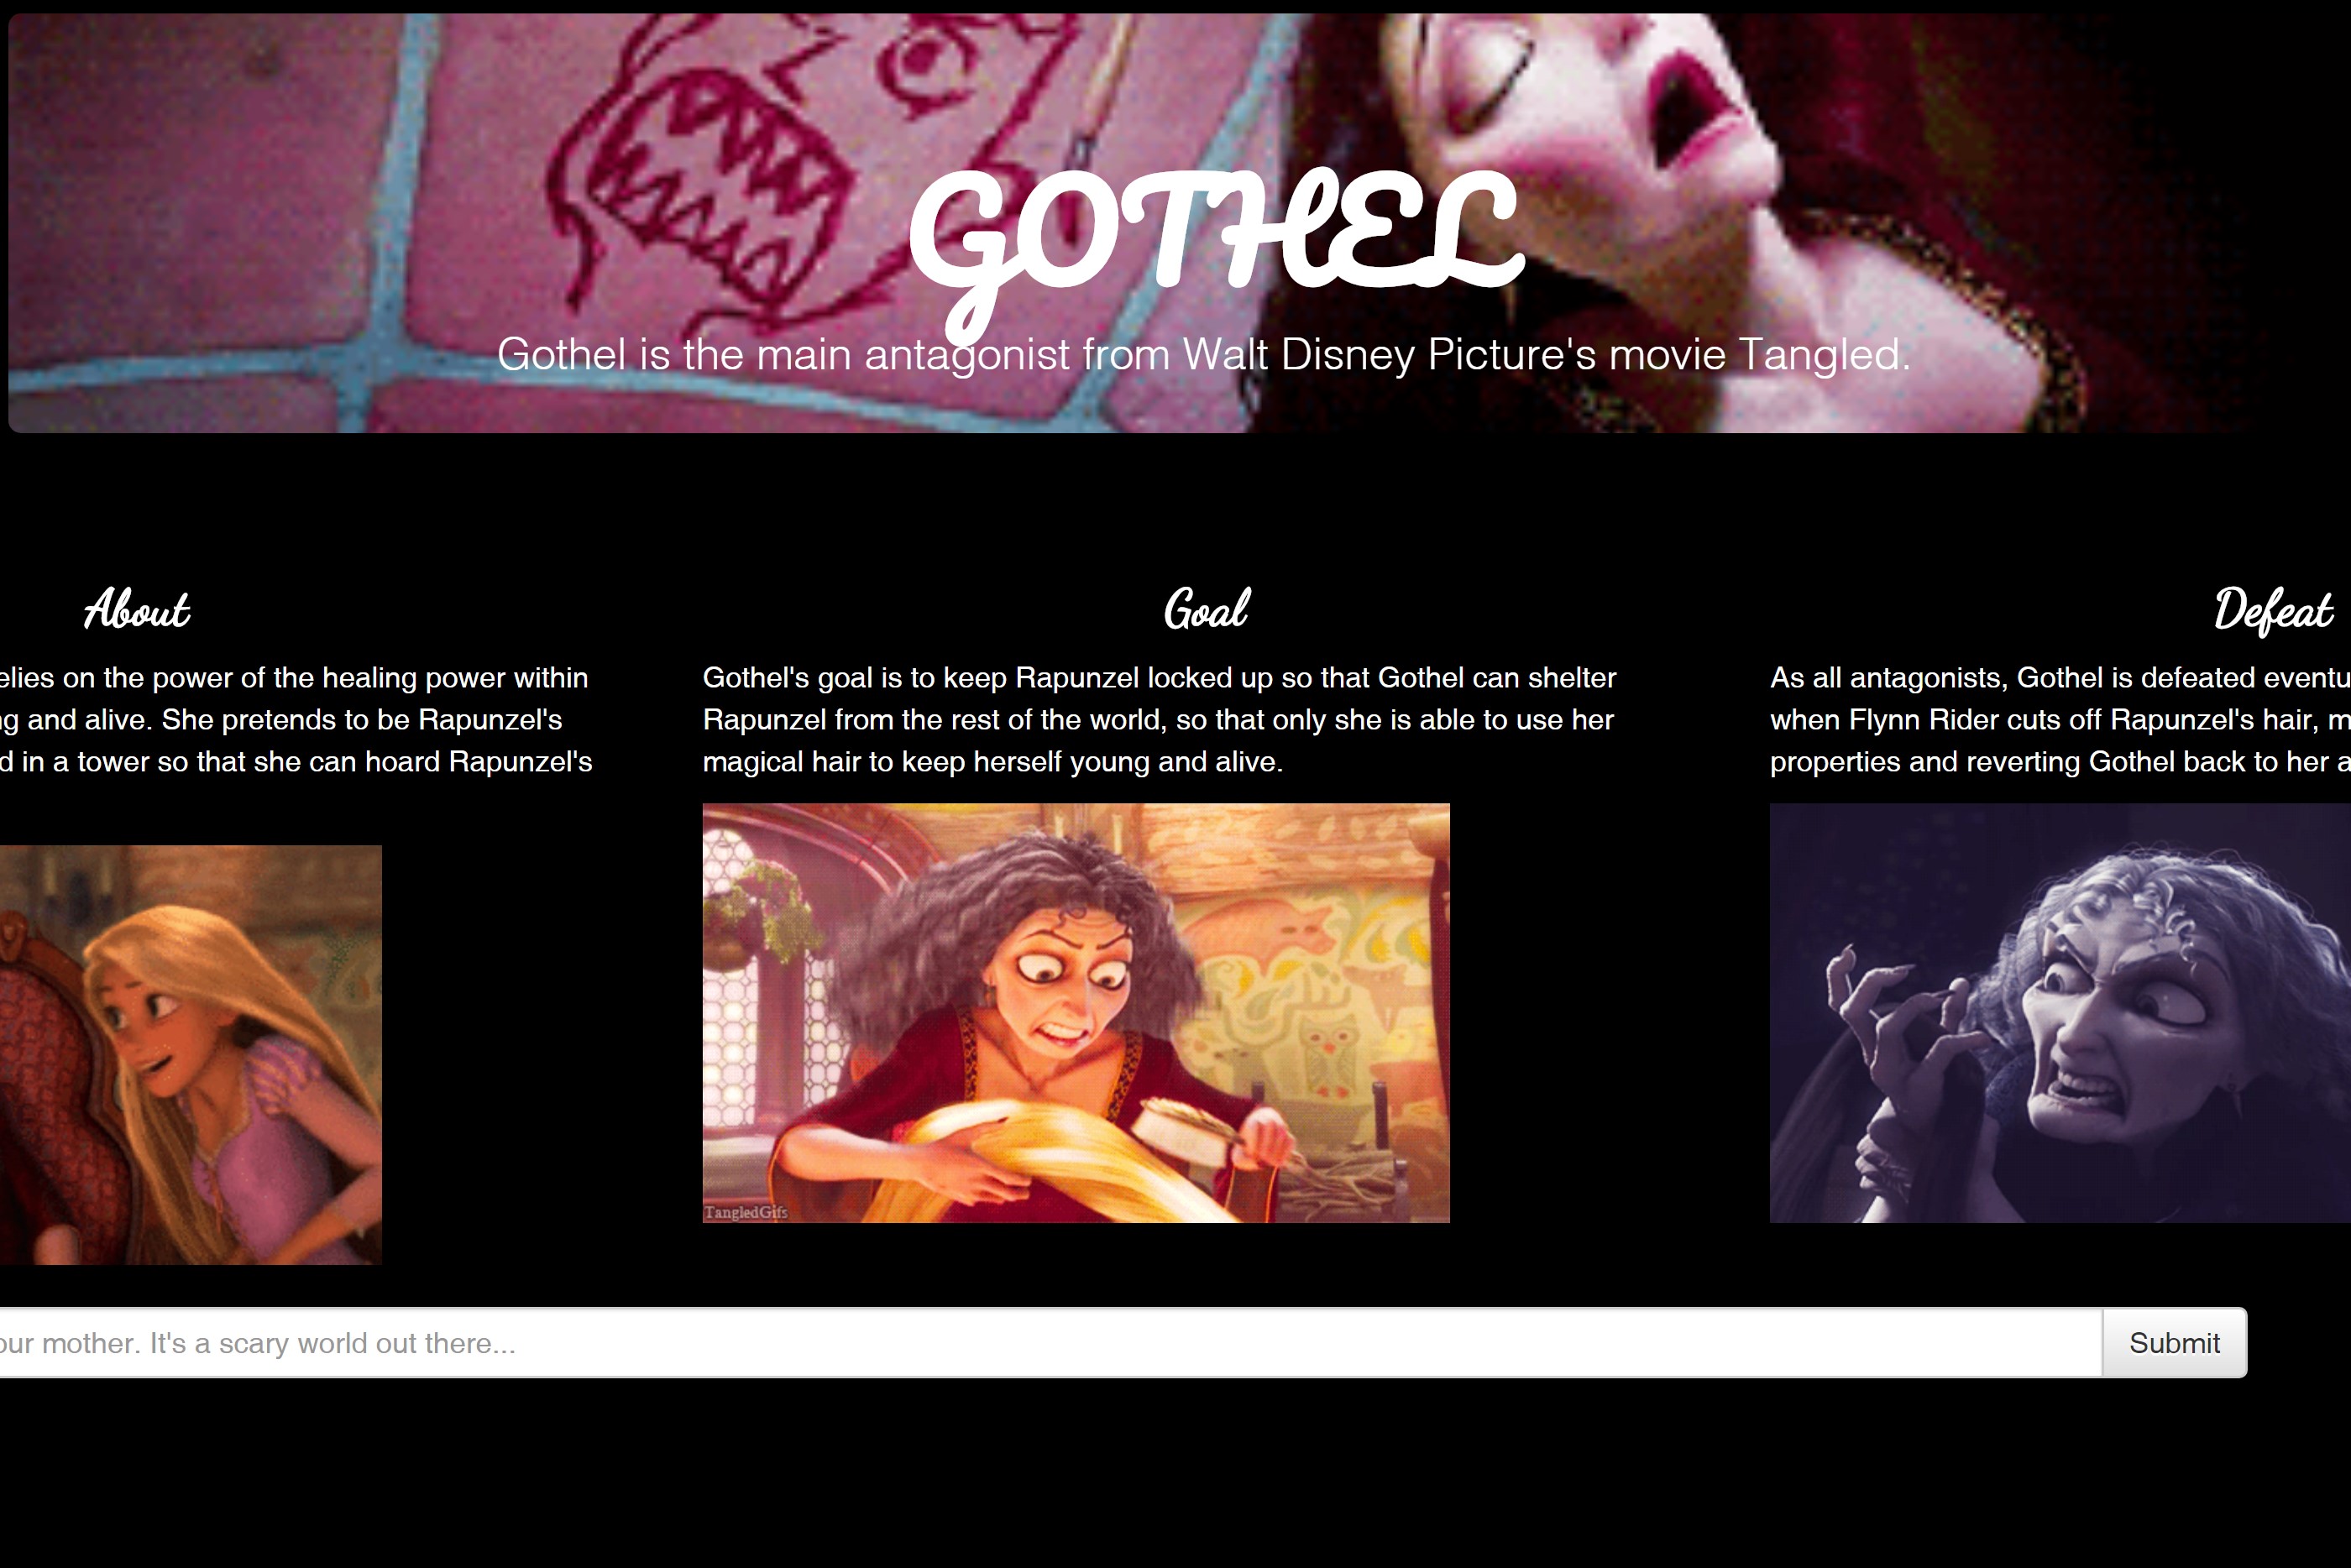 GOTHEL
Gothel is the main antagonist from Walt Disney Picture's movie Tangled.
About
on the power of the healing power within
and alive. She pretends to be Rapunzel's
in a tower so that she can hoard Rapunzel's
Goal
Gothel's goal is to keep Rapunzel locked up so that Gothel can shelter
Rapunzel from the rest of the world, so that only she is able to use her
magical hair to keep herself young and alive.
TangledGifs
Defeat
As all antagonists, Gothel is defeated
when Flynn Rider cuts off Rapunzel's hair,
properties and reverting Gothel back to her
mother. It's a scary world out there...
Submit